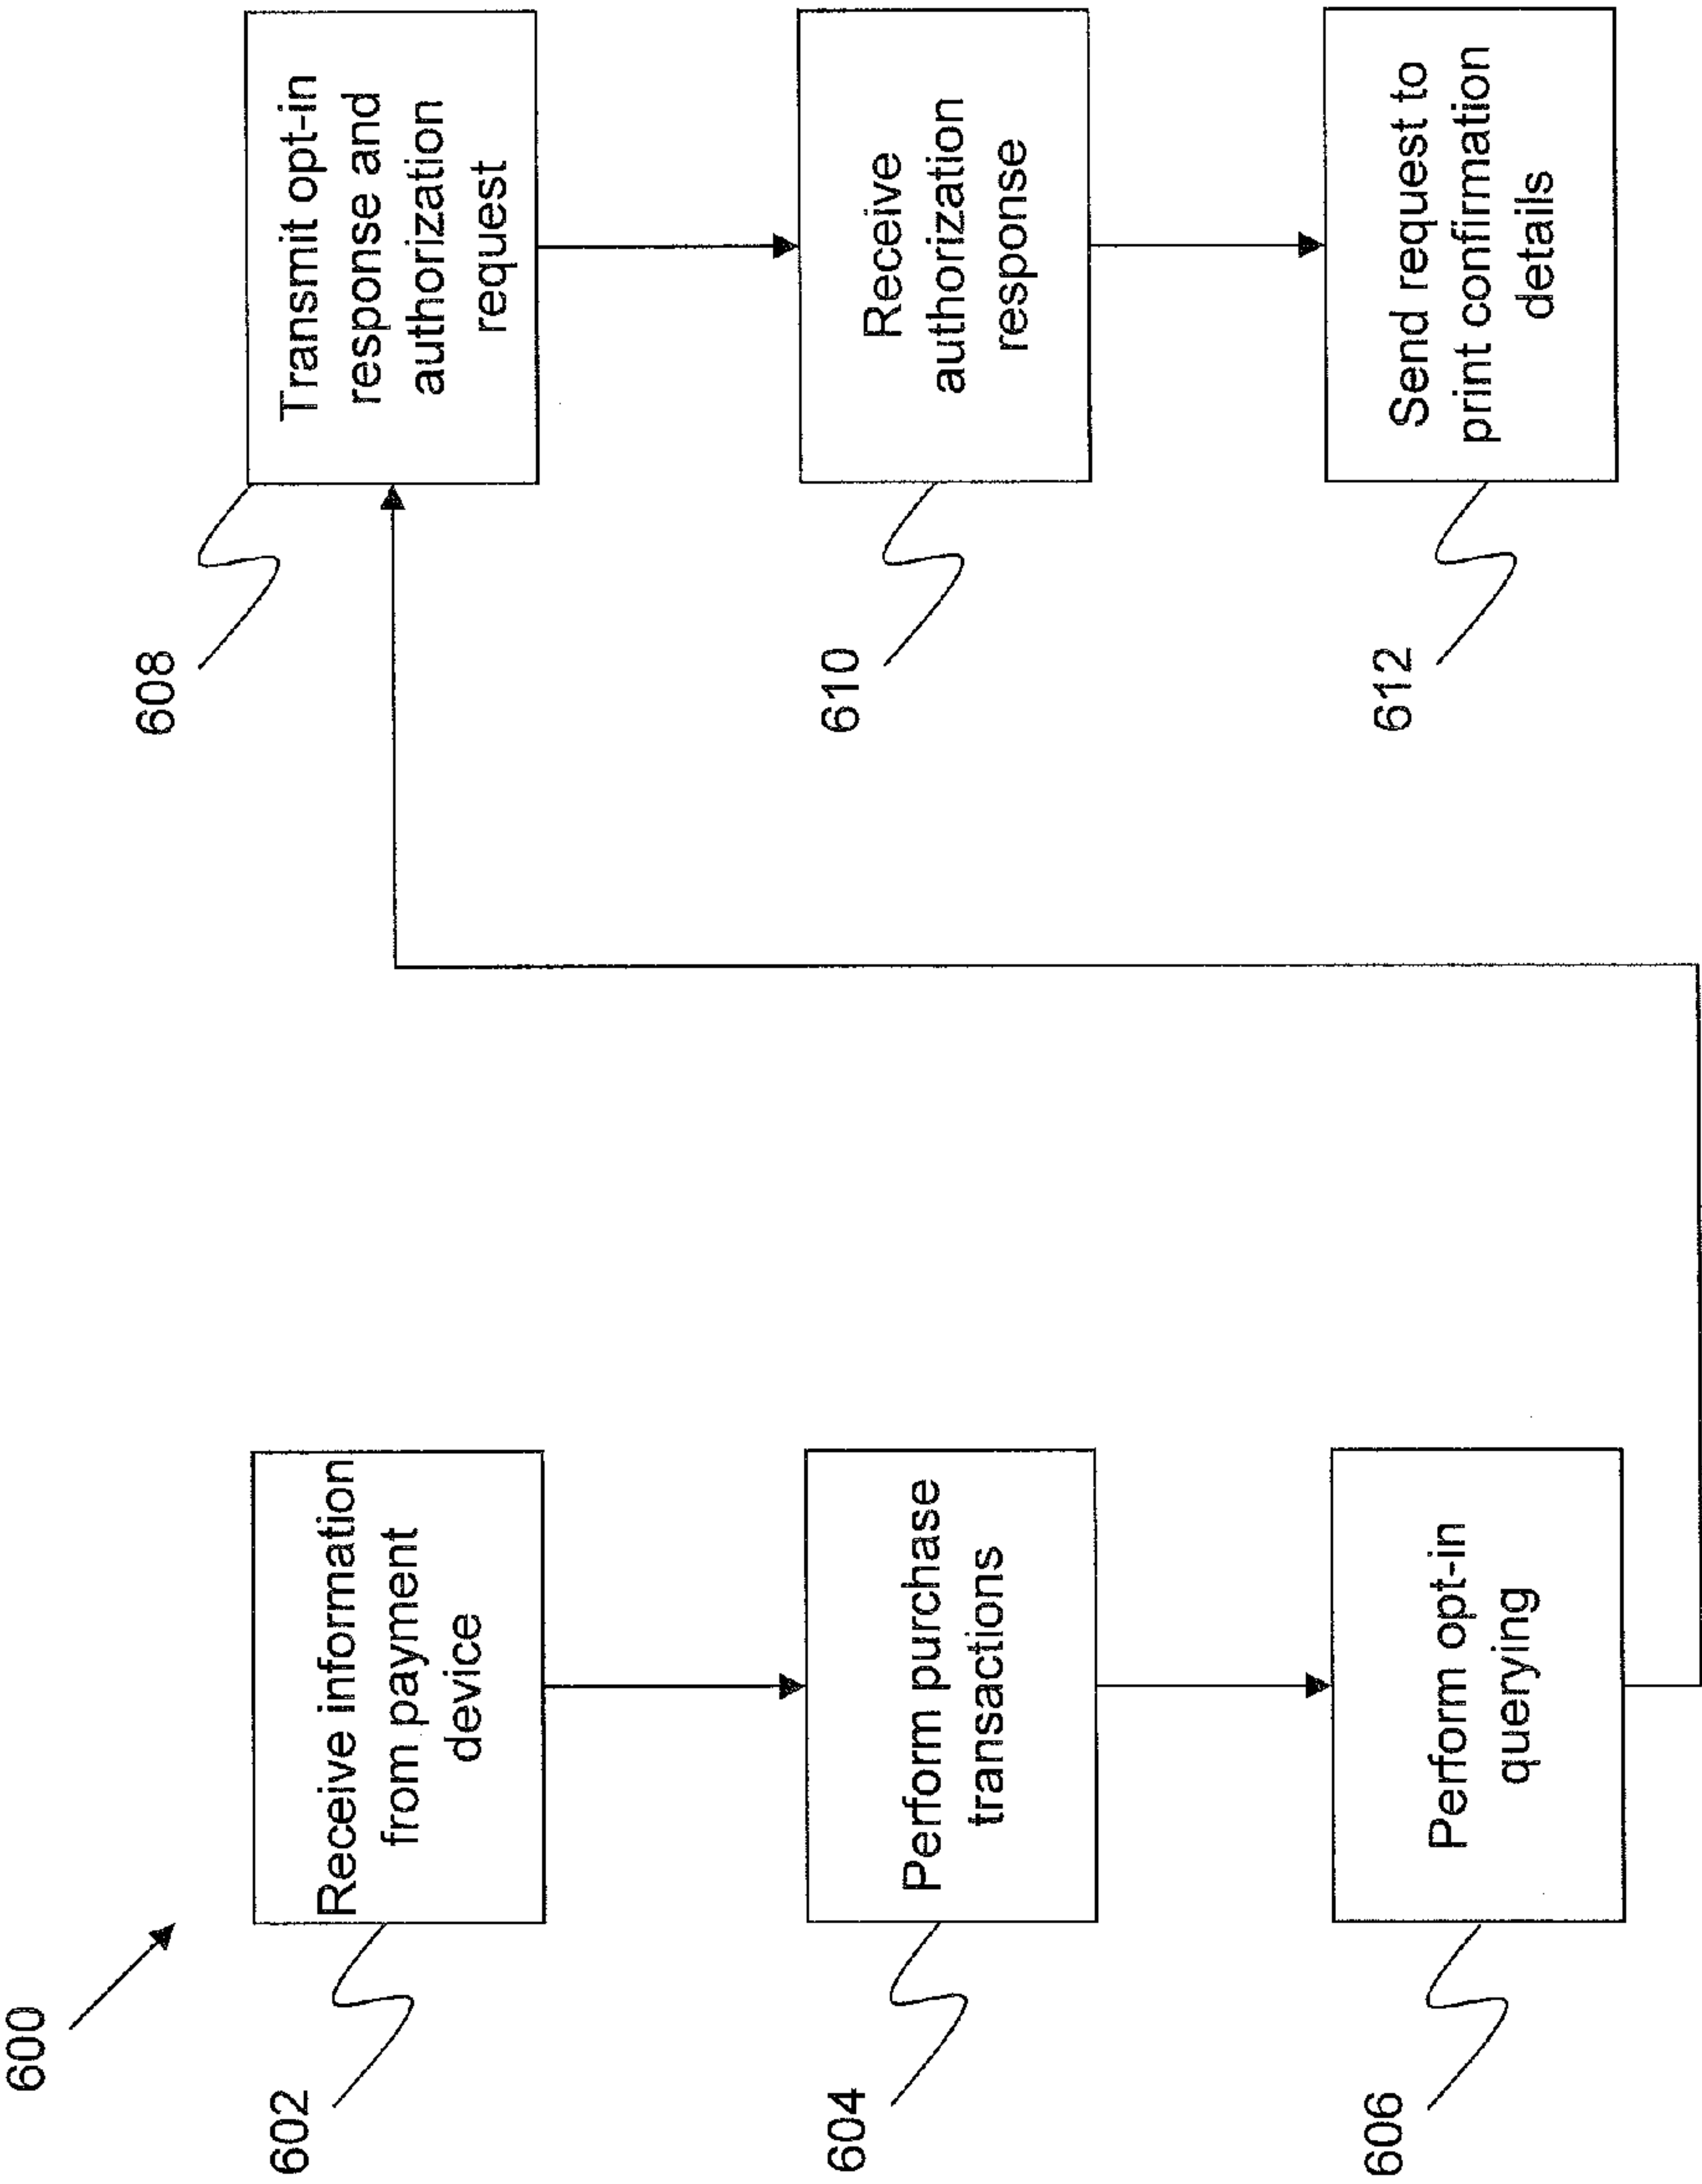 600
602
Receive information
from payment
device
604
Perform purchase
transactions
606
Perform opt-in
querying
608
Transmit opt-in
response and
authorization
request
610
Receive
authorization
response
612
Send request to
print confirmation
details